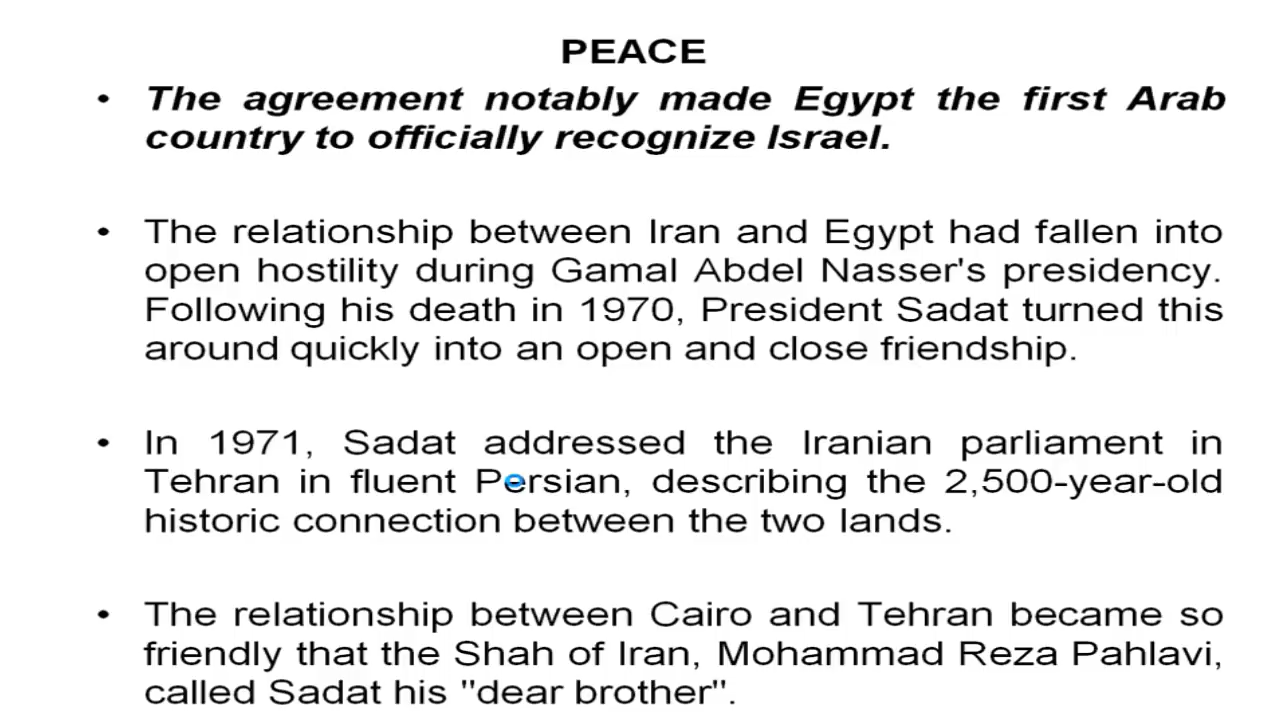 PEACE
• The agreement notably made Egypt the first Arab
country to officially recognize Israel.
• The relationship between Iran and Egypt had fallen into
open hostility during Gamal Abdel Nasser's presidency.
Following his death in 1970, President Sadat turned this
around quickly into an open and close friendship.
• In 1971, Sadat addressed the Iranian parliament in
Tehran in fluent Persian, describing the 2,500-year-old
historic connection between the two lands.
• The relationship between Cairo and Tehran became so
friendly that the Shah of Iran, Mohammad Reza Pahlavi,
called Sadat his "dear brother".